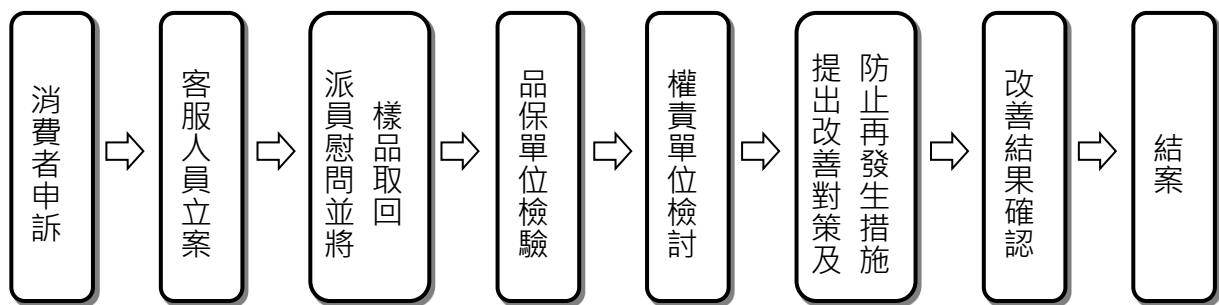 消費者申訴
客服人員立案
派員慰問並將
樣品取回
品保單位檢驗
權責單位檢討
提出改善對策及
防止再發生措施
改善結果確認
結案